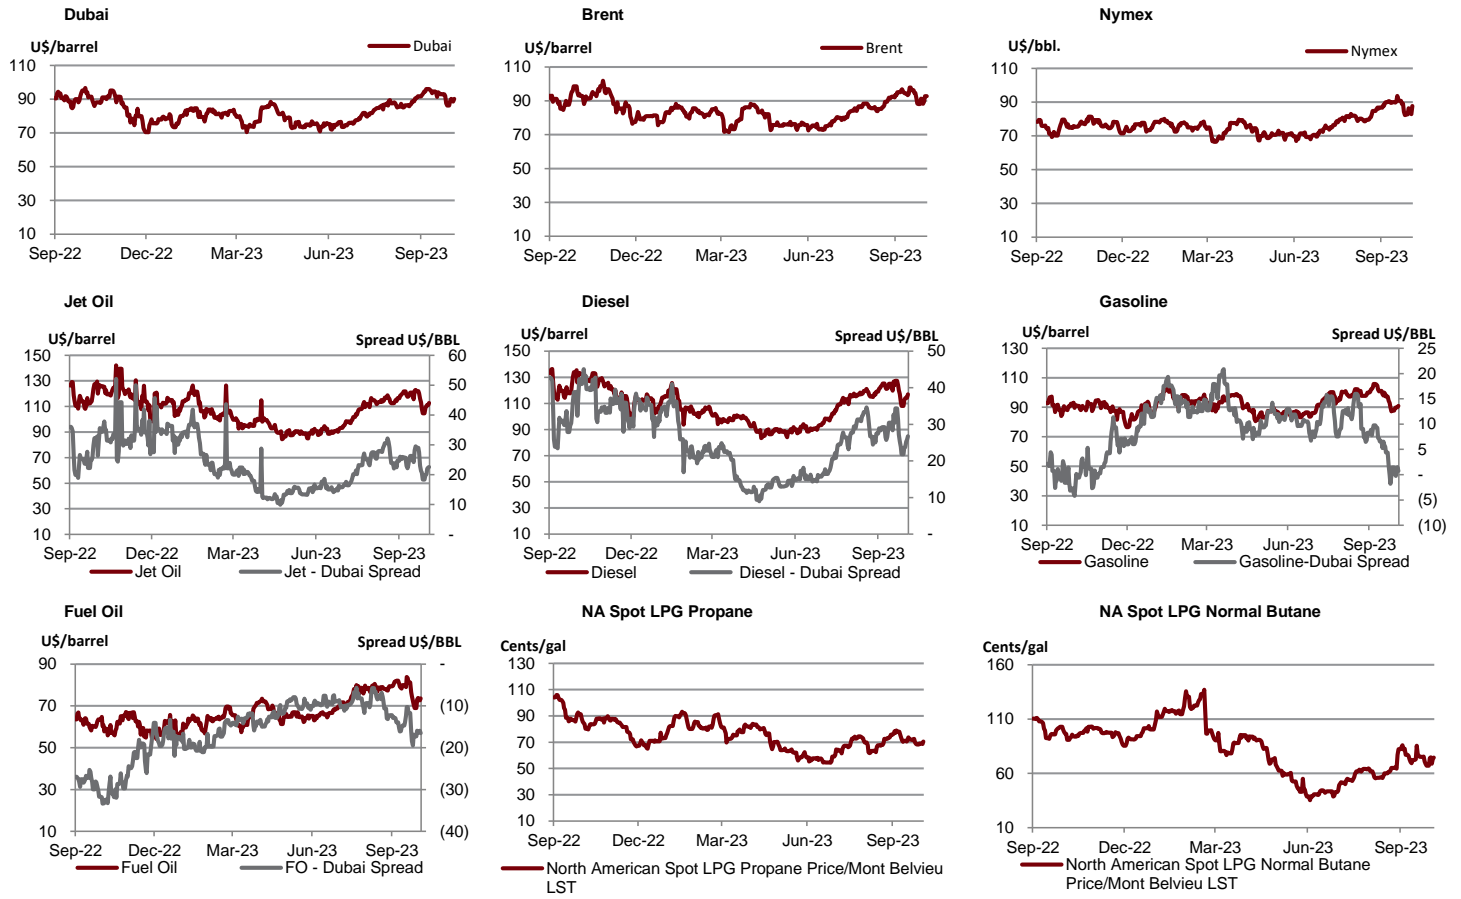 Dubai
U$/barrel
Dubai
110
90
70
50
30
10
Sep-22 Dec-22 Mar-23 Jun-23 Sep-23
Brent
U$/barrel
Brent
110
90
70
50
30
10
Sep-22 Dec-22 Mar-23 Jun-23 Sep-23
Nymex
U$/bbl.
Nymex
110
90
70
50
30
10
Sep-22 Dec-22 Mar-23 Jun-23 Sep-23
Jet Oil
U$/barrel Spread U$/BBL
150
130
110
90
70
50
30
10
60
50
40
30
20
10
-
Sep-22 Dec-22 Mar-23 Jun-23 Sep-23
Jet Oil Jet - Dubai Spread
Diesel
U$/barrel Spread U$/BBL
150
130
110
90
70
50
30
10
50
40
30
20
10
-
Sep-22 Dec-22 Mar-23 Jun-23 Sep-23
Diesel Diesel - Dubai Spread
Gasoline
U$/barrel Spread U$/BBL
130
110
90
70
50
30
10
25
20
15
10
5
-
(5)
(10)
Sep-22 Dec-22 Mar-23 Jun-23 Sep-23
Gasoline Gasoline-Dubai Spread
Fuel Oil
U$/barrel Spread U$/BBL
90
70
50
30
10
-
(10)
(20)
(30)
(40)
Sep-22 Dec-22 Mar-23 Jun-23 Sep-23
Fuel Oil FO - Dubai Spread
NA Spot LPG Propane
Cents/gal
130
110
90
70
50
30
10
Sep-22 Dec-22 Mar-23 Jun-23 Sep-23
North American Spot LPG Propane Price/Mont Belvieu
LST
NA Spot LPG Normal Butane
Cents/gal
160
110
60
10
Sep-22 Dec-22 Mar-23 Jun-23 Sep-23
North American Spot LPG Normal Butane
Price/Mont Belvieu LST